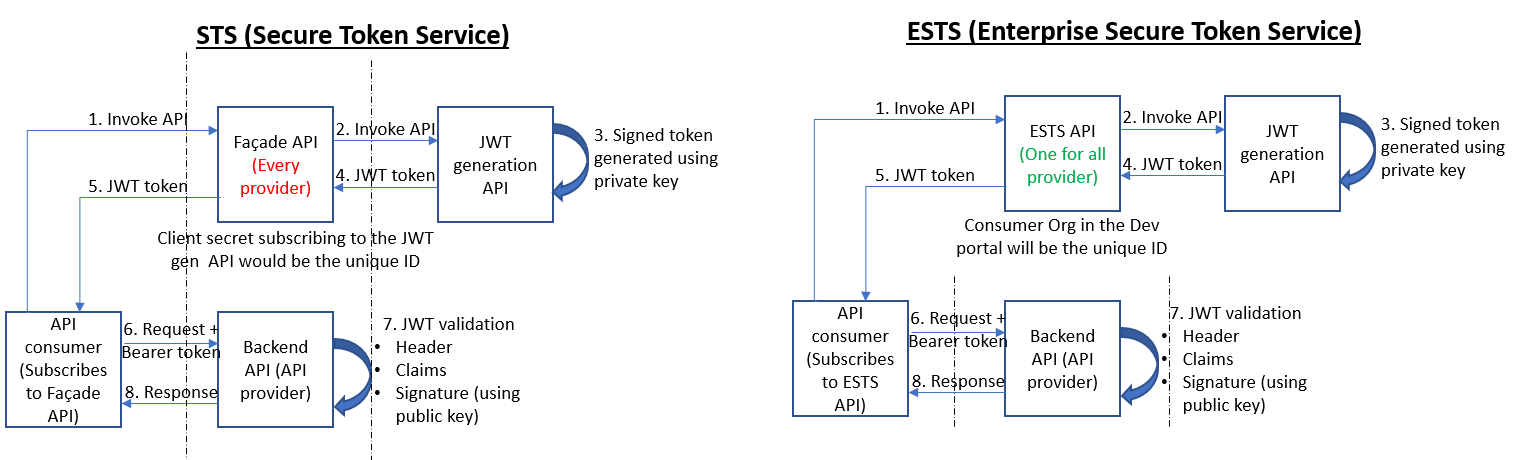 STS (Secure Token Service)
1. Invoke API
Façade API
(Every
provider)
2. Invoke API
4. JWT token
JWT
generation
API
3. Signed token
generated using
private key
5. JWT token
Client secret subscribing to the JWT
gen API would be the unique ID
API
consumer
(Subscribes
to Façade
API)
6. Request +
Bearer token
8. Response
Backend
API (API
provider)
7. JWT validation
• Header
• Claims
• Signature (using
public key)
ESTS (Enterprise Secure Token Service)
1. Invoke API
ESTS API
(One for all
provider)
2. Invoke API
4. JWT token
JWT
generation
API
3. Signed token
generated using
private key
5. JWT token
Consumer Org in the Dev
portal will be the unique ID
API
consumer
(Subscribes
to ESTS
API)
6. Request +
Bearer token
8. Response
Backend
API (API
provider)
7. JWT validation
• Header
• Claims
• Signature (using
public key)